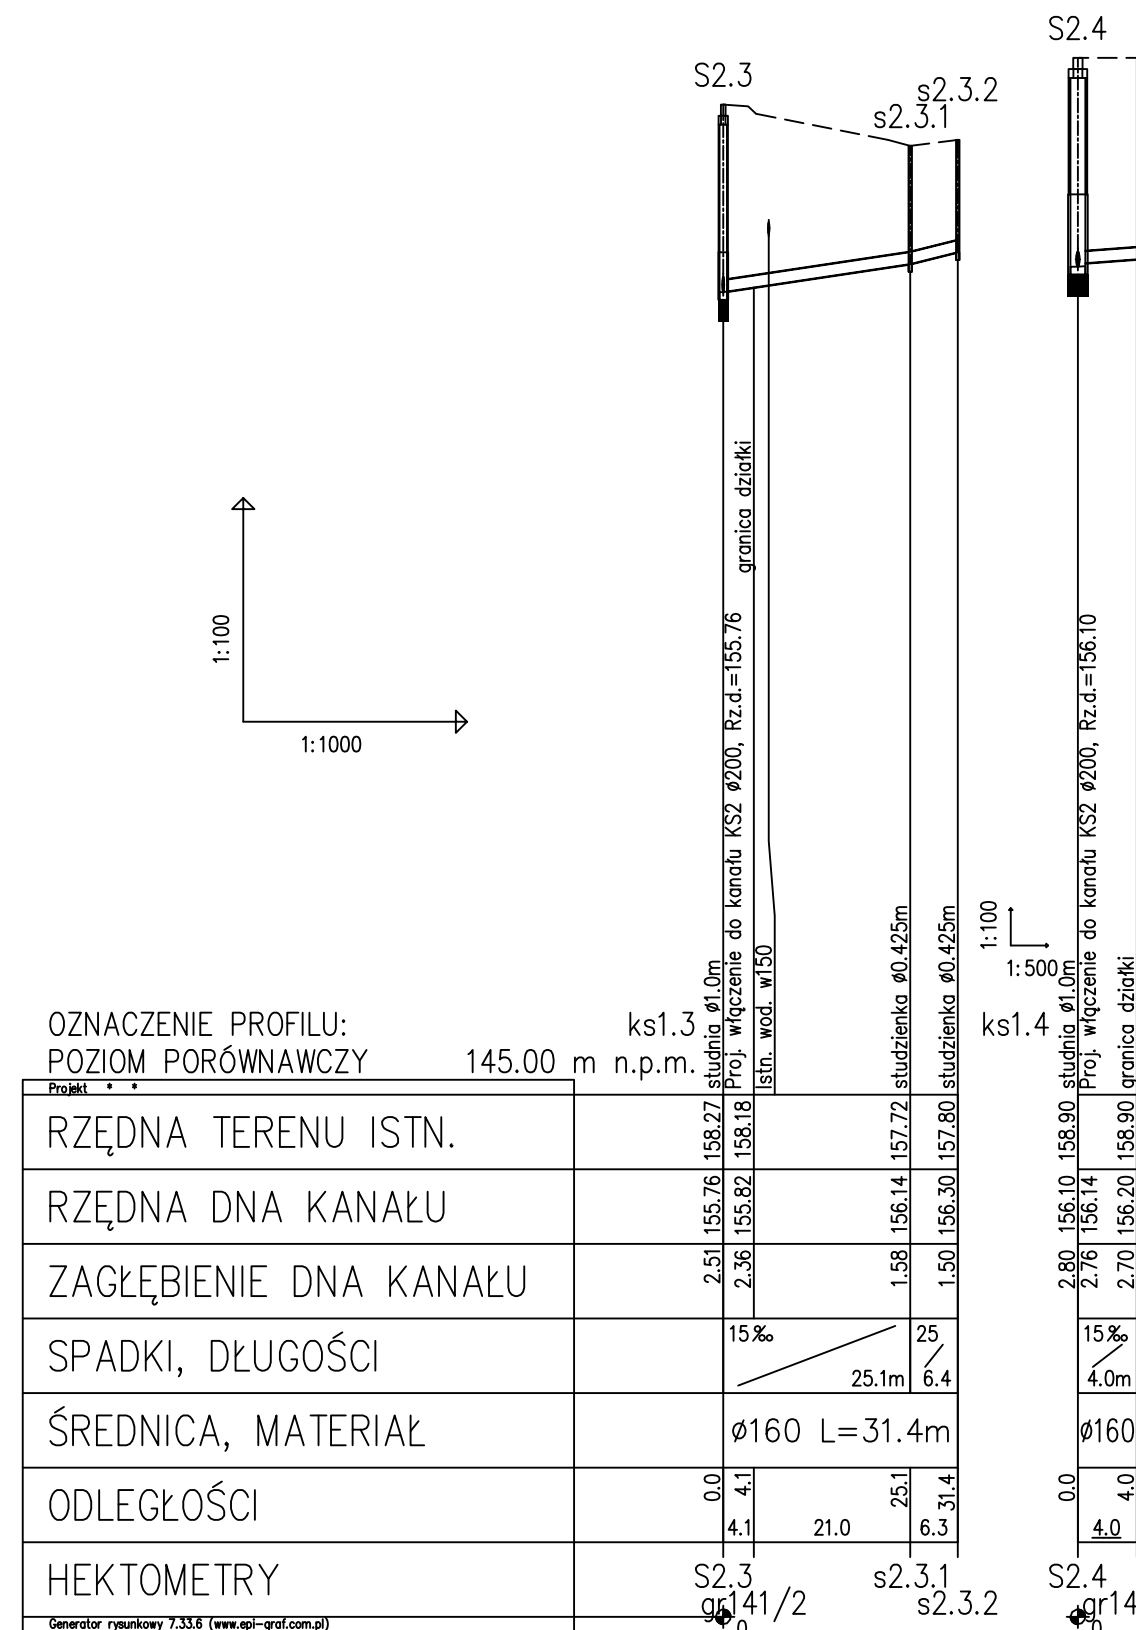 S2.4
S2.3
s2.3.2
s2.3.1
granica działki
1:100
1:1000
studnia ø1.0m
Proj. włączenie do kanału KS2 ø200, Rz.d.=155.76
Istn. wod. w150
studzienka ø0.425m
studzienka ø0.425m
1:100
1:500
studnia ø1.0m
Proj. włączenie do kanału KS2 ø200, Rz.d.=156.10
granica działki
OZNACZENIE PROFILU: ks1.3 ks1.4
POZIOM PORÓWNAWCZY 145.00 m n.p.m.
Projekt * *
RZĘDNA TERENU ISTN. 158.27 158.18 157.72 157.80 158.90 158.90
RZĘDNA DNA KANAŁU 155.76 155.82 156.14 156.30 156.10 156.14 156.20
ZAGŁĘBIENIE DNA KANAŁU 2.51 2.36 1.58 1.50 2.80 2.76 2.70
SPADKI, DŁUGOŚCI 15‰ 25 15‰
25.1m 6.4 4.0m
ŚREDNICA, MATERIAŁ ø160 L=31.4m ø160
ODLEGŁOŚCI 0.0 4.1 25.1 31.4 0.0 4.0
4.1 21.0 6.3 4.0
HEKTOMETRY S2.3 s2.3.1 S2.4
gr141/2 s2.3.2 gr14
0 0
Generator rysunkowy 7.33.6 (www.epi-graf.com.pl)